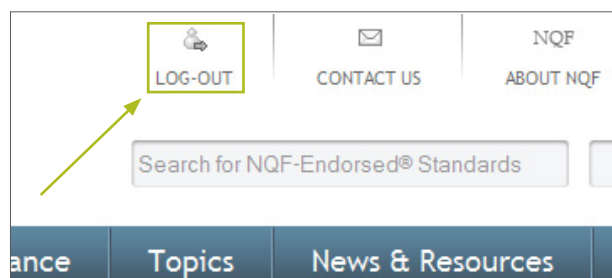 NQF
LOG-OUT CONTACT US ABOUT NQF
Search for NQF-Endorsed® Standards
ance Topics News & Resources